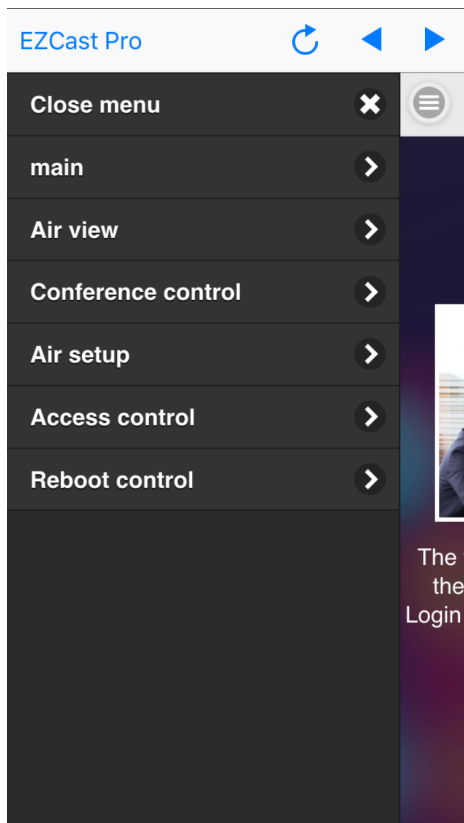 EZCast Pro
Close menu
main
Air view
Conference control
Air setup
Access control
Reboot control
The
the
Login